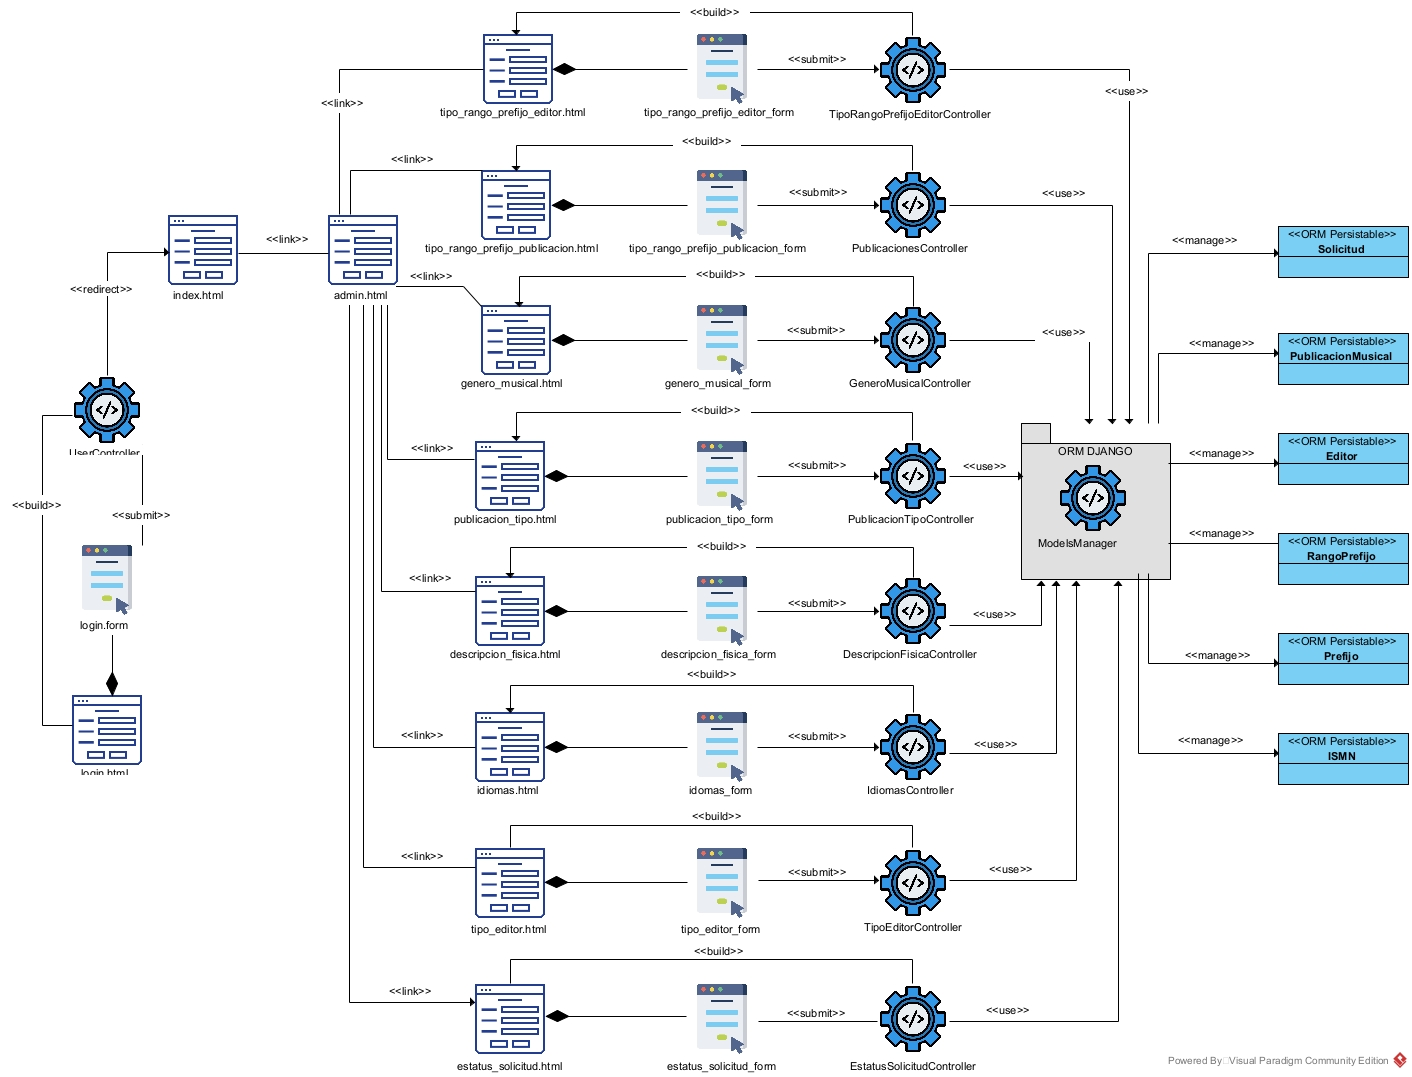 <<build>>
<<submit>>
<<link>>
<<use>>
tipo_rango_prefijo_editor.html
tipo_rango_prefijo_editor_form
TipoRangoPrefijoEditorController
<<build>>
<<link>>
<<submit>>
<<use>>
tipo_rango_prefijo_publicacion.html
tipo_rango_prefijo_publicacion_form
PublicacionesController
<<link>>
<<manage>>
<<ORM Persistable>>
Solicitud
<<redirect>>
index.html
admin.html
<<link>>
<<build>>
<<submit>>
<<use>>
genero_musical.html
genero_musical_form
GeneroMusicalController
<<manage>>
<<ORM Persistable>>
PublicacionMusical
<<build>>
<<link>>
<<submit>>
<<use>>
publicacion_tipo.html
publicacion_tipo_form
PublicacionTipoController
ORM DJANGO
ModelsManager
<<manage>>
<<ORM Persistable>>
Editor
UserController
<<build>>
<<submit>>
login.form
login.html
<<build>>
<<link>>
<<submit>>
<<use>>
descripcion_fisica.html
descripcion_fisica_form
DescripcionFisicaController
<<manage>>
<<ORM Persistable>>
RangoPrefijo
<<manage>>
<<ORM Persistable>>
Prefijo
<<build>>
<<link>>
<<submit>>
<<use>>
idiomas.html
idomas_form
IdiomasController
<<manage>>
<<ORM Persistable>>
ISMN
<<build>>
<<link>>
<<submit>>
<<use>>
tipo_editor.html
tipo_editor_form
TipoEditorController
<<build>>
<<link>>
<<submit>>
<<use>>
estatus_solicitud.html
estatus_solicitud_form
EstatusSolicitudController
Powered By Visual Paradigm Community Edition